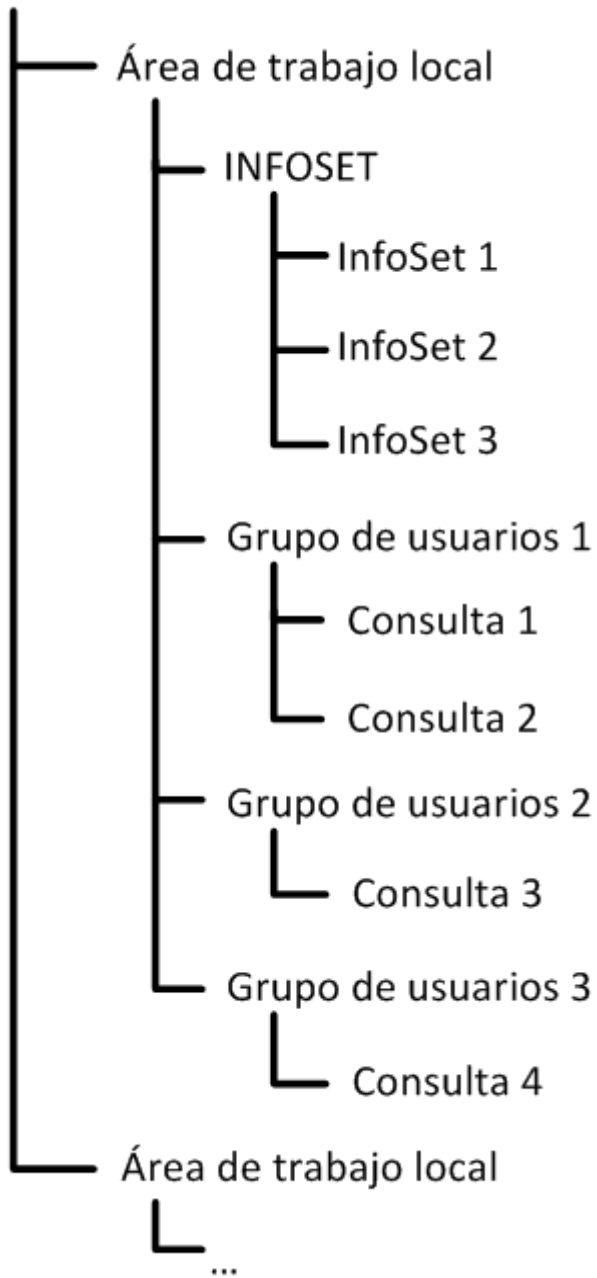 Área de trabajo local
INFOSET
InfoSet 1
InfoSet 2
InfoSet 3
Grupo de usuarios 1
Consulta 1
Consulta 2
Grupo de usuarios 2
Consulta 3
Grupo de usuarios 3
Consulta 4
Área de trabajo local
...